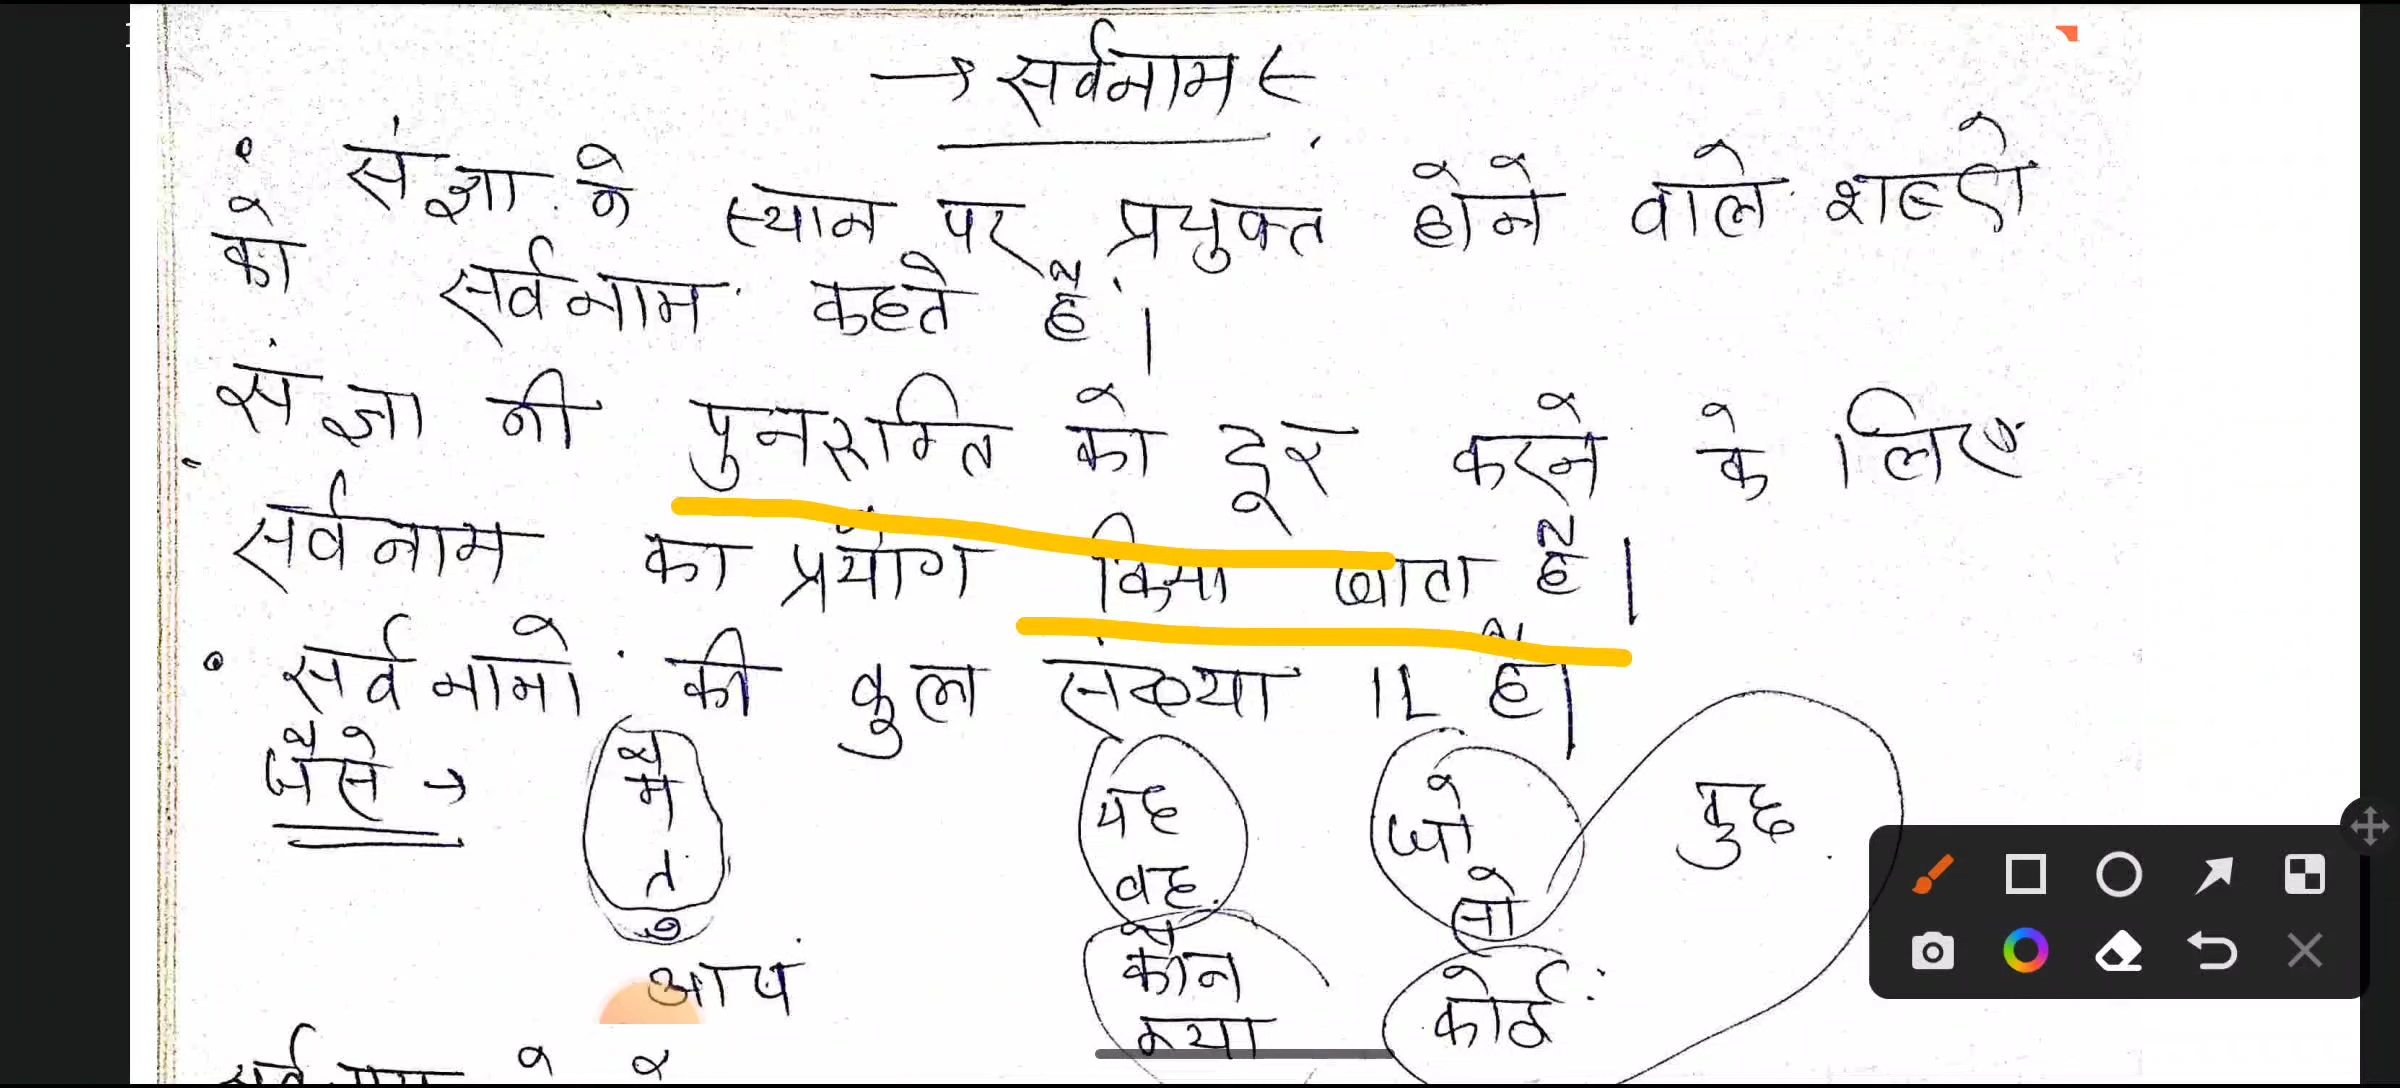 → सर्वनाम ←
• संज्ञा के स्थान पर प्रयुक्त होने वाले शब्दों
को सर्वनाम कहते हैं।
संज्ञा की पुनरुक्ति को दूर करने के लिए
सर्वनाम का प्रयोग किया जाता है।
• सर्वनामों की कुल संख्या 11 है।
जैसे → मैं यह जो कुछ
तू वह सो
आप कौन कोई
क्या